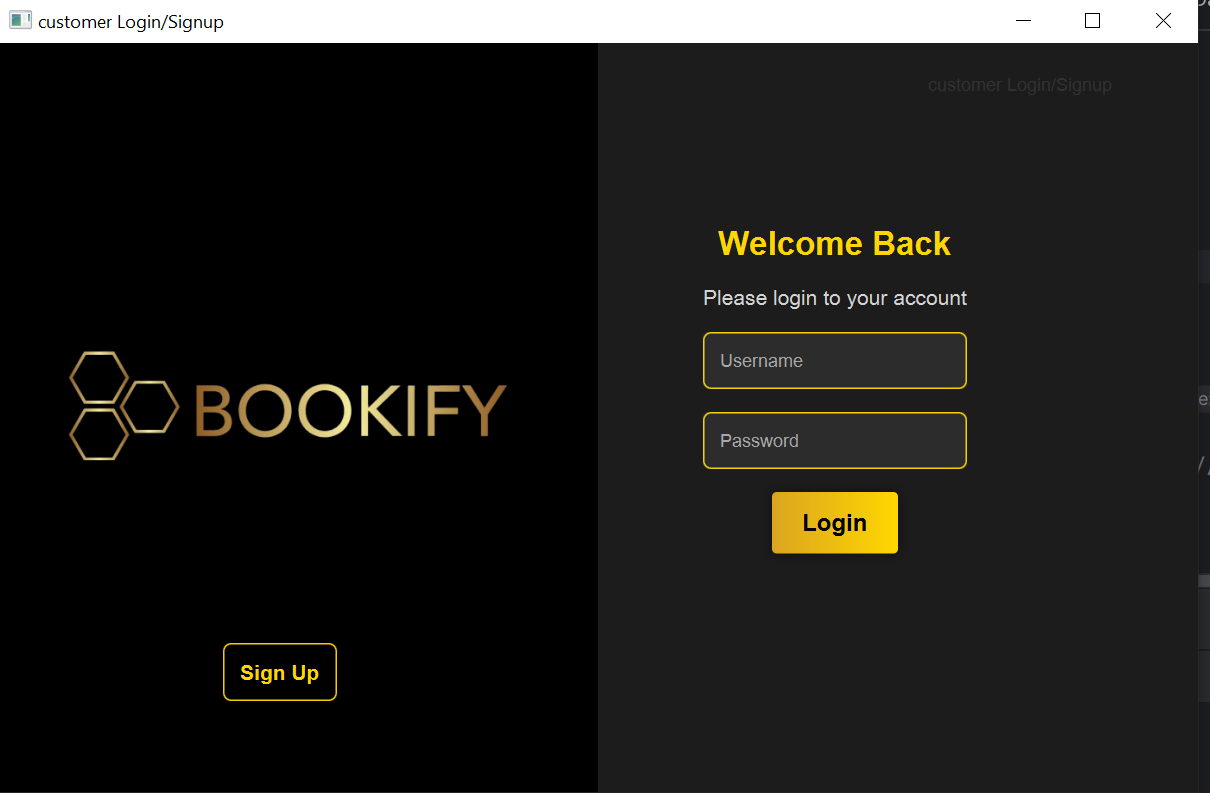 customer Login/Signup
customer Login/Signup
BOOKIFY
Sign Up
Welcome Back
Please login to your account
Username
Password
Login